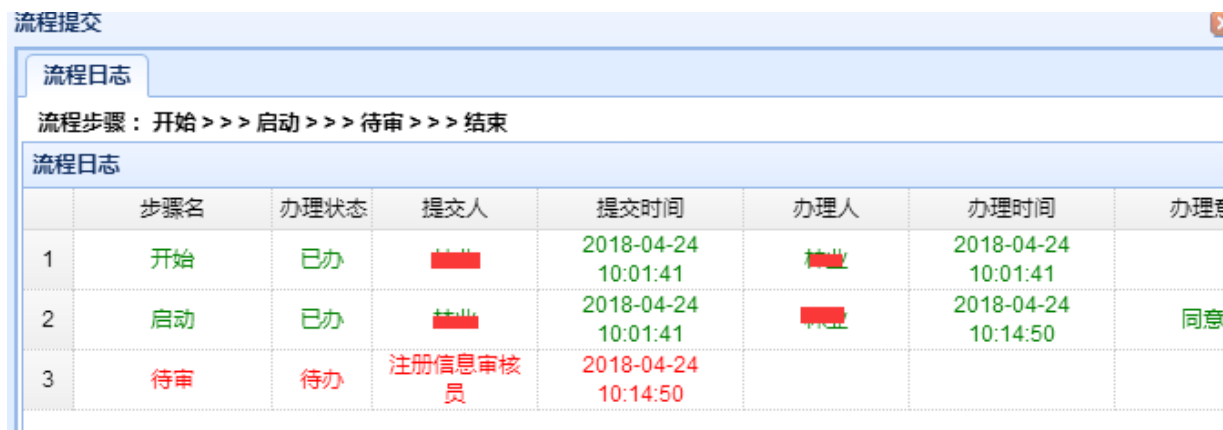 流程提交
流程日志
流程步骤： 开始>>>启动>>>待审>>>结束
流程日志
步骤名 办理状态 提交人 提交时间 办理人 办理时间 办理意
1 开始 已办 2018-04-24 10:01:41 2018-04-24 10:01:41
2 启动 已办 2018-04-24 10:01:41 2018-04-24 10:14:50 同意
3 待审 待办 注册信息审核员 2018-04-24 10:14:50